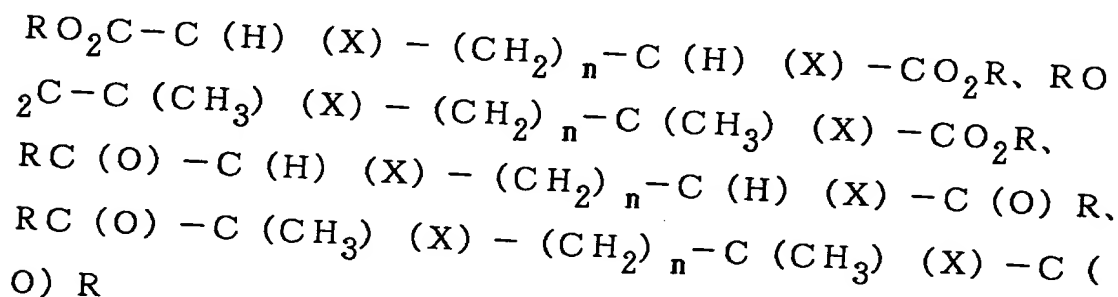 RO₂C−C (H) (X) − (CH₂) ₙ−C (H) (X) −CO₂R、RO
₂C−C (CH₃) (X) − (CH₂) ₙ−C (CH₃) (X) −CO₂R、
RC (O) −C (H) (X) − (CH₂) ₙ−C (H) (X) −C (O) R、
RC (O) −C (CH₃) (X) − (CH₂) ₙ−C (CH₃) (X) −C (
O) R